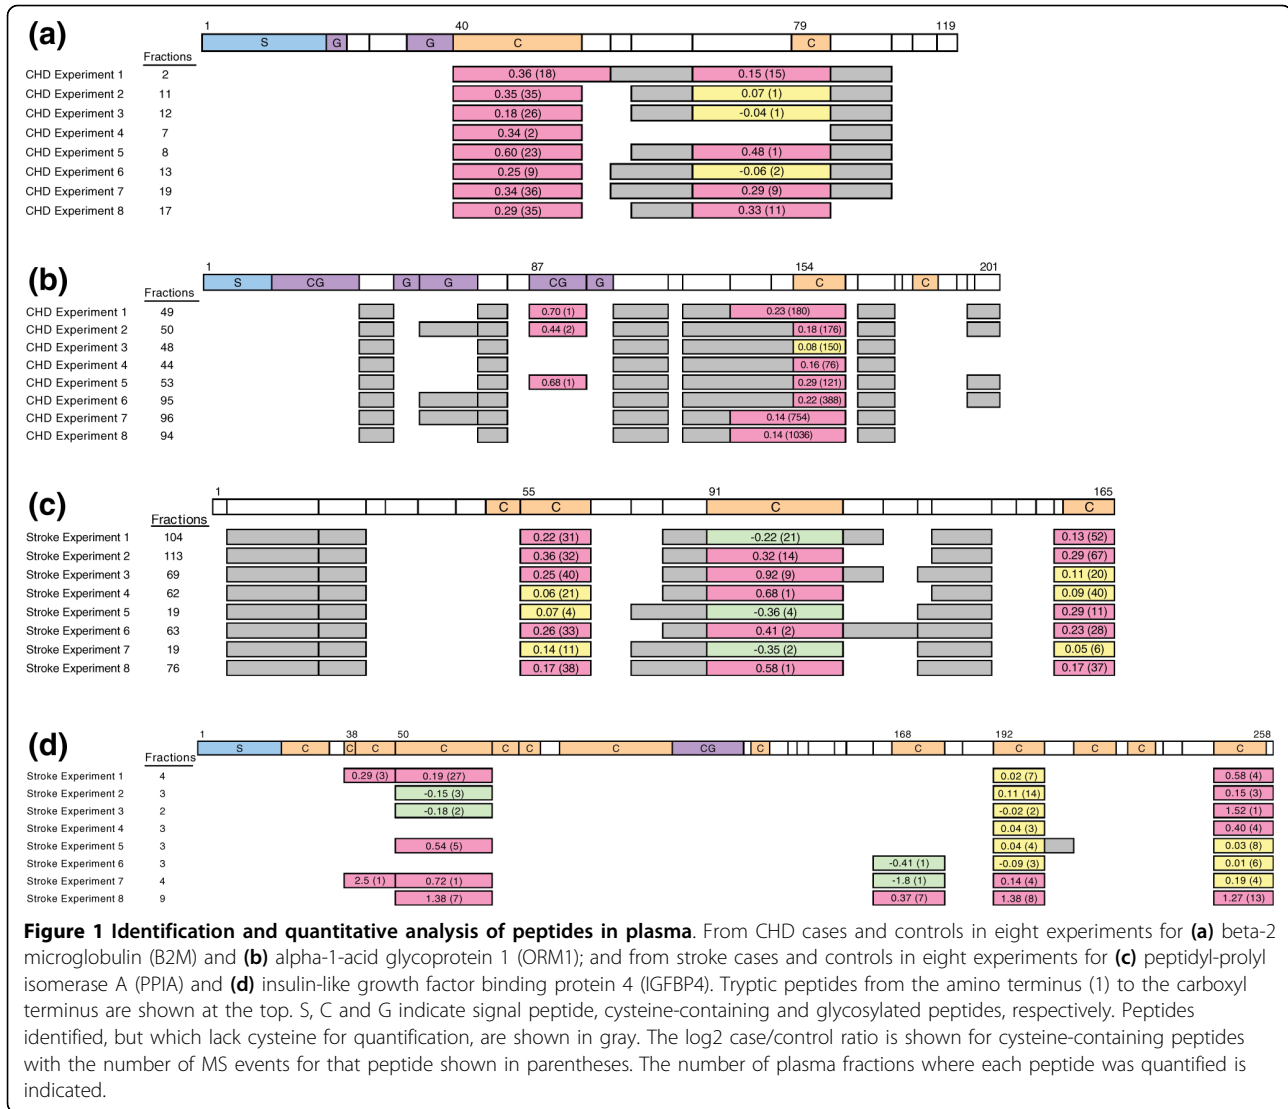 (a)
1 40 79 119
S G G C C
Fractions
CHD Experiment 1 2 0.36 (18) 0.15 (15)
CHD Experiment 2 11 0.35 (35) 0.07 (1)
CHD Experiment 3 12 0.18 (26) -0.04 (1)
CHD Experiment 4 7 0.34 (2)
CHD Experiment 5 8 0.60 (23) 0.48 (1)
CHD Experiment 6 13 0.25 (9) -0.06 (2)
CHD Experiment 7 19 0.34 (36) 0.29 (9)
CHD Experiment 8 17 0.29 (35) 0.33 (11)
(b)
1 87 154 201
S CG G G CG G C C
Fractions
CHD Experiment 1 49 0.70 (1) 0.23 (180)
CHD Experiment 2 50 0.44 (2) 0.18 (176)
CHD Experiment 3 48 0.08 (150)
CHD Experiment 4 44 0.16 (76)
CHD Experiment 5 53 0.68 (1) 0.29 (121)
CHD Experiment 6 95 0.22 (388)
CHD Experiment 7 96 0.14 (754)
CHD Experiment 8 94 0.14 (1036)
(c)
1 55 91 165
C C C C
Fractions
Stroke Experiment 1 104 0.22 (31) -0.22 (21) 0.13 (52)
Stroke Experiment 2 113 0.36 (32) 0.32 (14) 0.29 (67)
Stroke Experiment 3 69 0.25 (40) 0.92 (9) 0.11 (20)
Stroke Experiment 4 62 0.06 (21) 0.68 (1) 0.09 (40)
Stroke Experiment 5 19 0.07 (4) -0.36 (4) 0.29 (11)
Stroke Experiment 6 63 0.26 (33) 0.41 (2) 0.23 (28)
Stroke Experiment 7 19 0.14 (11) -0.35 (2) 0.05 (6)
Stroke Experiment 8 76 0.17 (38) 0.58 (1) 0.17 (37)
(d)
1 38 50 168 192 258
S C C C C C C C CG C C C C C C
Fractions
Stroke Experiment 1 4 0.29 (3) 0.19 (27) 0.02 (7) 0.58 (4)
Stroke Experiment 2 3 -0.15 (3) 0.11 (14) 0.15 (3)
Stroke Experiment 3 2 -0.18 (2) -0.02 (2) 1.52 (1)
Stroke Experiment 4 3 0.04 (3) 0.40 (4)
Stroke Experiment 5 3 0.54 (5) 0.04 (4) 0.03 (8)
Stroke Experiment 6 3 -0.41 (1) -0.09 (3) 0.01 (6)
Stroke Experiment 7 4 2.5 (1) 0.72 (1) -1.8 (1) 0.14 (4) 0.19 (4)
Stroke Experiment 8 9 1.38 (7) 0.37 (7) 1.38 (8) 1.27 (13)
Figure 1 Identification and quantitative analysis of peptides in plasma. From CHD cases and controls in eight experiments for (a) beta-2
microglobulin (B2M) and (b) alpha-1-acid glycoprotein 1 (ORM1); and from stroke cases and controls in eight experiments for (c) peptidyl-prolyl
isomerase A (PPIA) and (d) insulin-like growth factor binding protein 4 (IGFBP4). Tryptic peptides from the amino terminus (1) to the carboxyl
terminus are shown at the top. S, C and G indicate signal peptide, cysteine-containing and glycosylated peptides, respectively. Peptides
identified, but which lack cysteine for quantification, are shown in gray. The log2 case/control ratio is shown for cysteine-containing peptides
with the number of MS events for that peptide shown in parentheses. The number of plasma fractions where each peptide was quantified is
indicated.